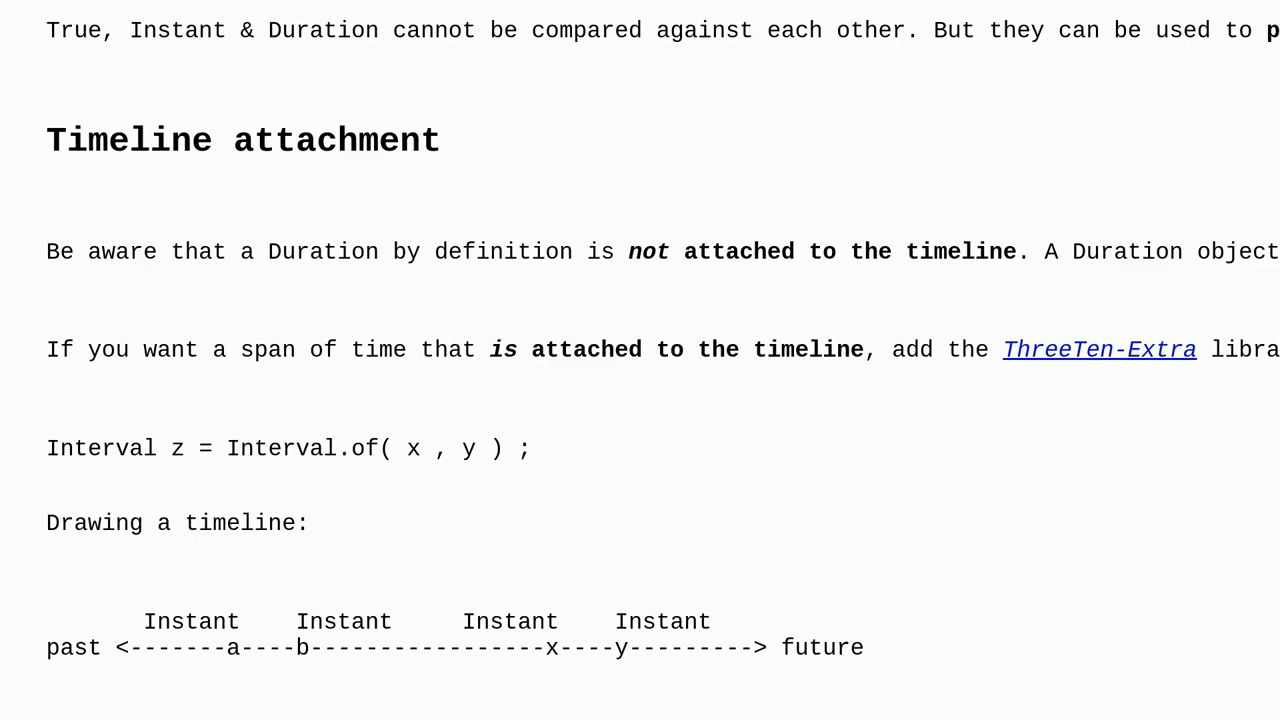 True, Instant & Duration cannot be compared against each other. But they can be used to
Timeline attachment
Be aware that a Duration by definition is not attached to the timeline. A Duration object
If you want a span of time that is attached to the timeline, add the ThreeTen-Extra
Interval z = Interval.of( x , y ) ;
Drawing a timeline:
Instant    Instant     Instant    Instant
past <-------a----b-----------------x----y---------> future